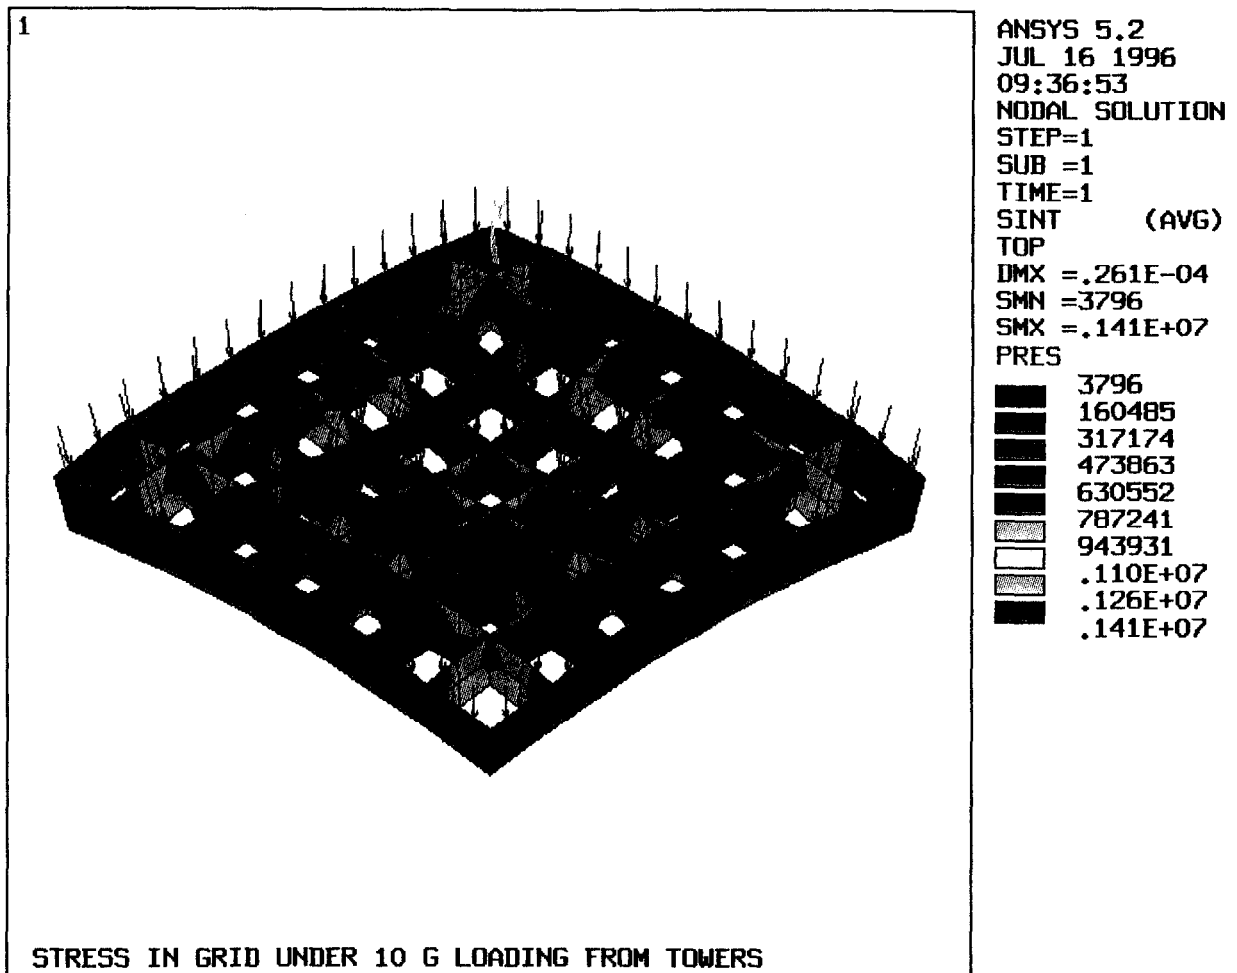 1
ANSYS 5.2
JUL 16 1996
09:36:53
NODAL SOLUTION
STEP=1
SUB =1
TIME=1
SINT (AVG)
TOP
DMX =.261E-04
SMN =3796
SMX =.141E+07
PRES
3796
160485
317174
473863
630552
787241
943931
.110E+07
.126E+07
.141E+07
Y
STRESS IN GRID UNDER 10 G LOADING FROM TOWERS